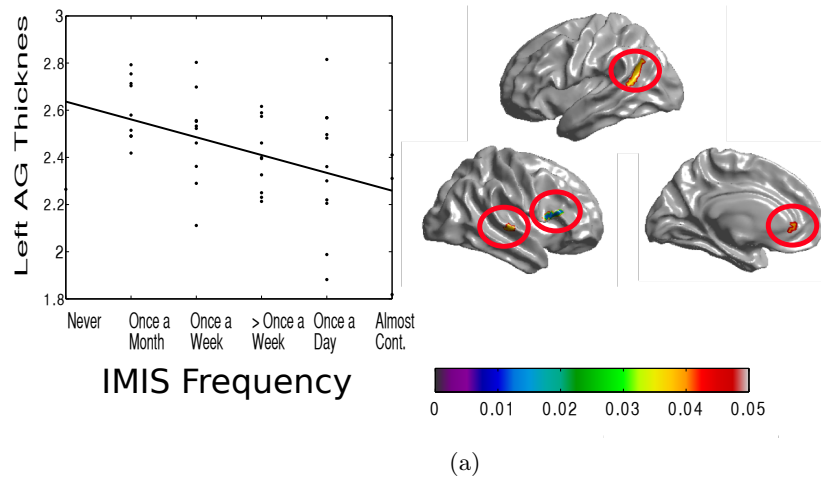 Left AG Thicknes
3
2.8
2.6
2.4
2.2
2
1.8
Never Once a Once a > Once a Once a Almost
Month Week Week Day Cont.
IMIS Frequency
0 0.01 0.02 0.03 0.04 0.05
(a)